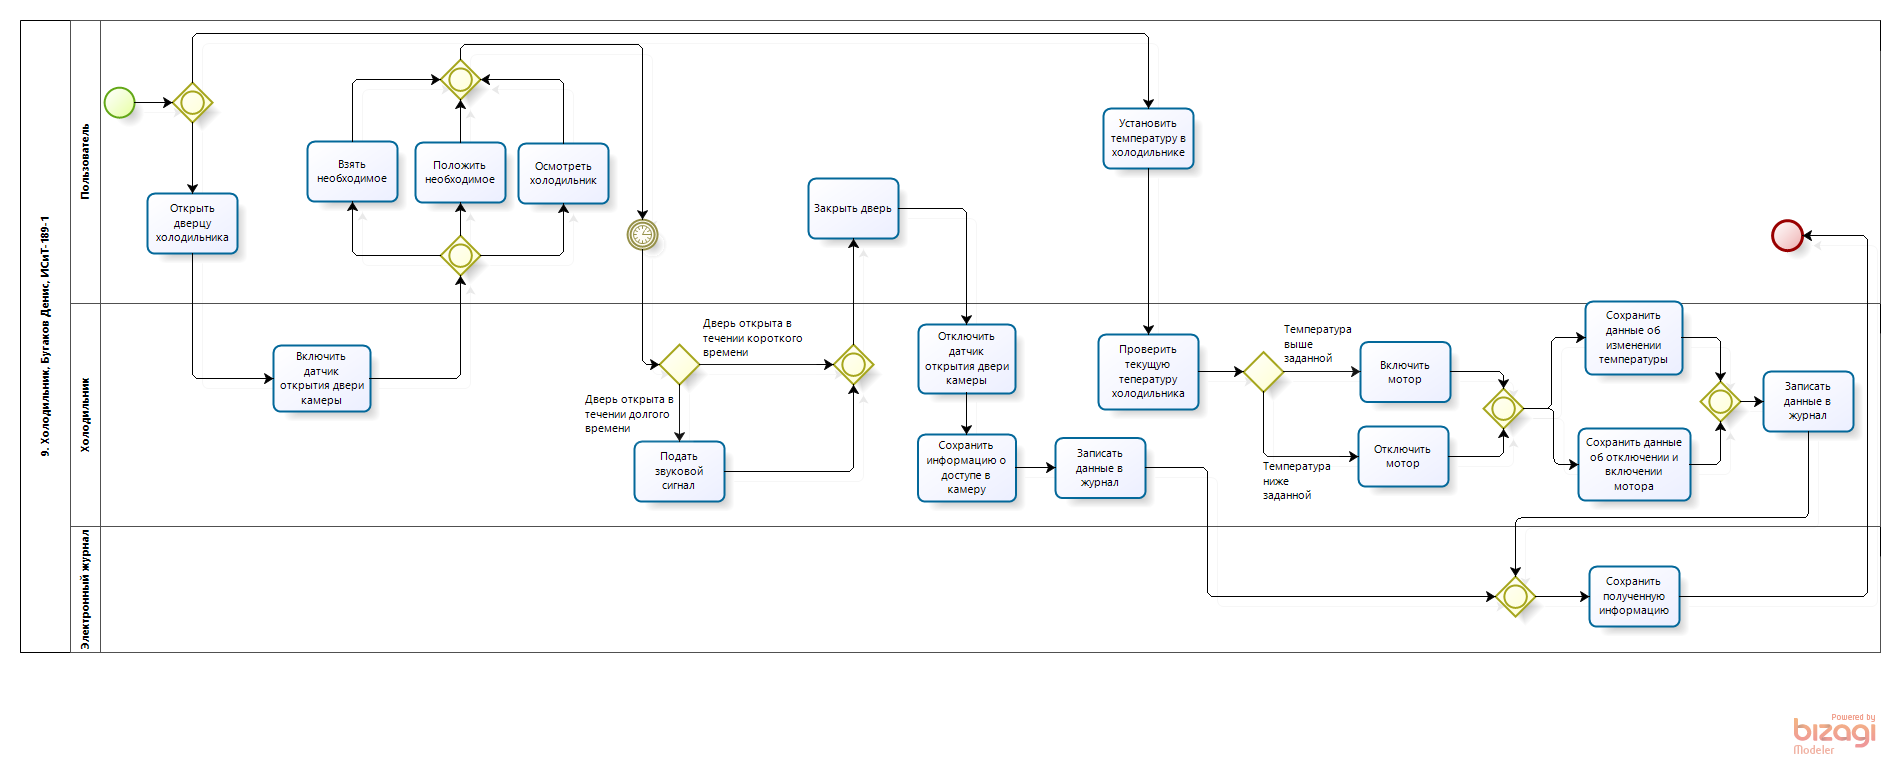 9. Холодильник, Бугаков Денис, ИСиТ-189-1
Пользователь
Открыть
дверцу
холодильника
Взять
необходимое
Положить
необходимое
Осмотреть
холодильник
Закрыть дверь
Установить
температуру в
холодильнике
Холодильник
Включить
датчик
открытия двери
камеры
Дверь открыта в
течении короткого
времени
Дверь открыта в
течении долгого
времени
Подать
звуковой
сигнал
Отключить
датчик
открытия двери
камеры
Сохранить
информацию о
доступе в
камеру
Записать
данные в
журнал
Проверить
текущую
тепературу
холодильника
Температура
выше
заданной
Температура
ниже
заданной
Включить
мотор
Отключить
мотор
Сохранить
данные об
изменении
температуры
Сохранить данные
об отключении и
включении
мотора
Записать
данные в
журнал
Электронный журнал
Сохранить
полученную
информацию
Powered by
bizagi
Modeler